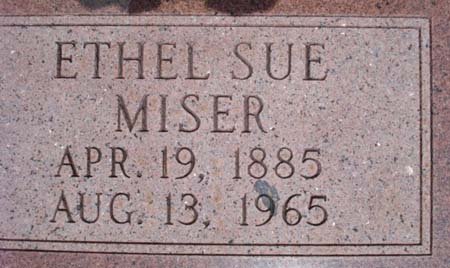 ETHEL SUE
MISER
APR. 19, 1885
AUG. 13, 1965